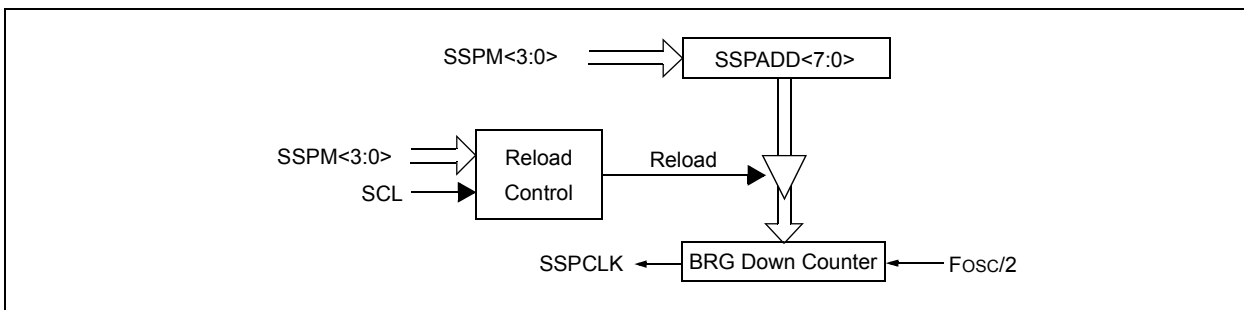 SSPM<3:0>
SSPADD<7:0>
SSPM<3:0>
SCL
Reload
Control
Reload
SSPCLK
BRG Down Counter
FOSC/2